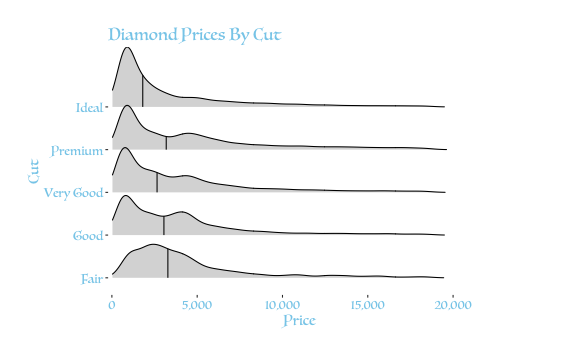 Diamond Prices By Cut
Ideal
Premium
Very Good
Good
Fair
Cut
0 5,000 10,000 15,000 20,000
Price